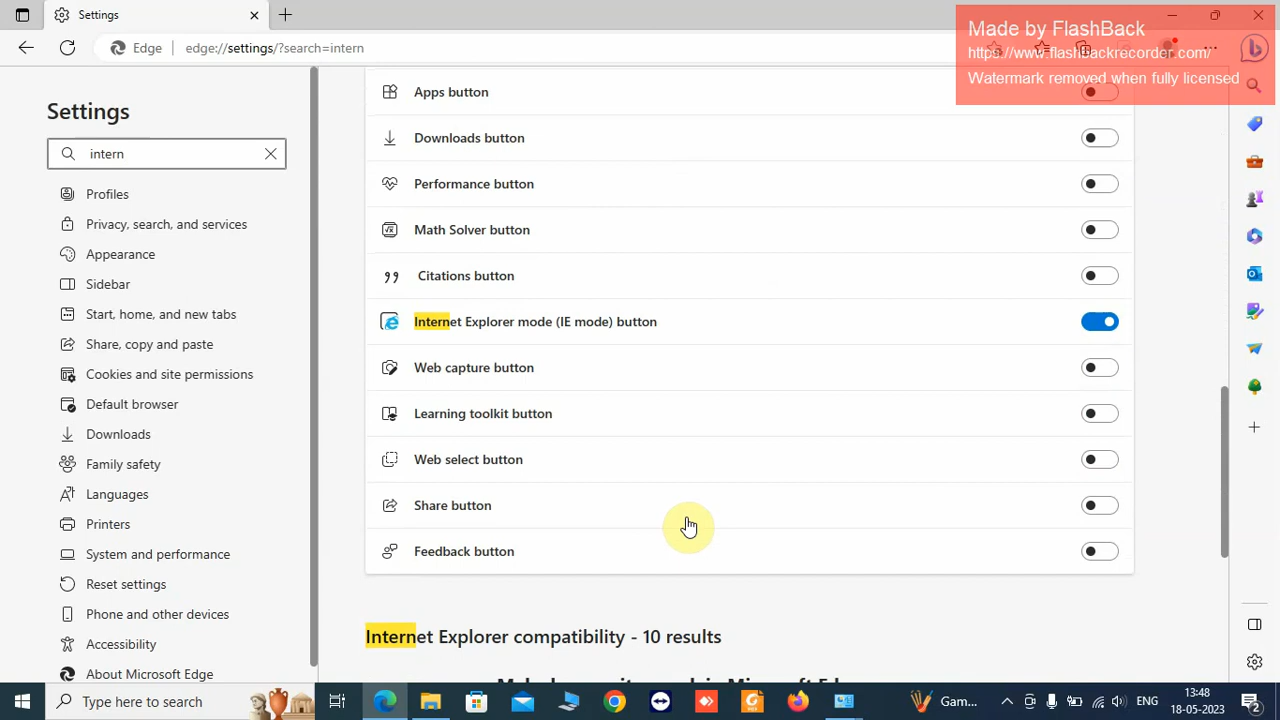 Settings
Edge
edge://settings/?search=intern
Made by FlashBack
https://www.flashbackrecorder.com/
Watermark removed when fully licensed
Settings
intern
Profiles
Privacy, search, and services
Appearance
Sidebar
Start, home, and new tabs
Share, copy and paste
Cookies and site permissions
Default browser
Downloads
Family safety
Languages
Printers
System and performance
Reset settings
Phone and other devices
Accessibility
About Microsoft Edge
Apps button
Downloads button
Performance button
Math Solver button
Citations button
Internet Explorer mode (IE mode) button
Web capture button
Learning toolkit button
Web select button
Share button
Feedback button
Internet Explorer compatibility - 10 results
Type here to search
Gam...
ENG
13:48
18-05-2023
2